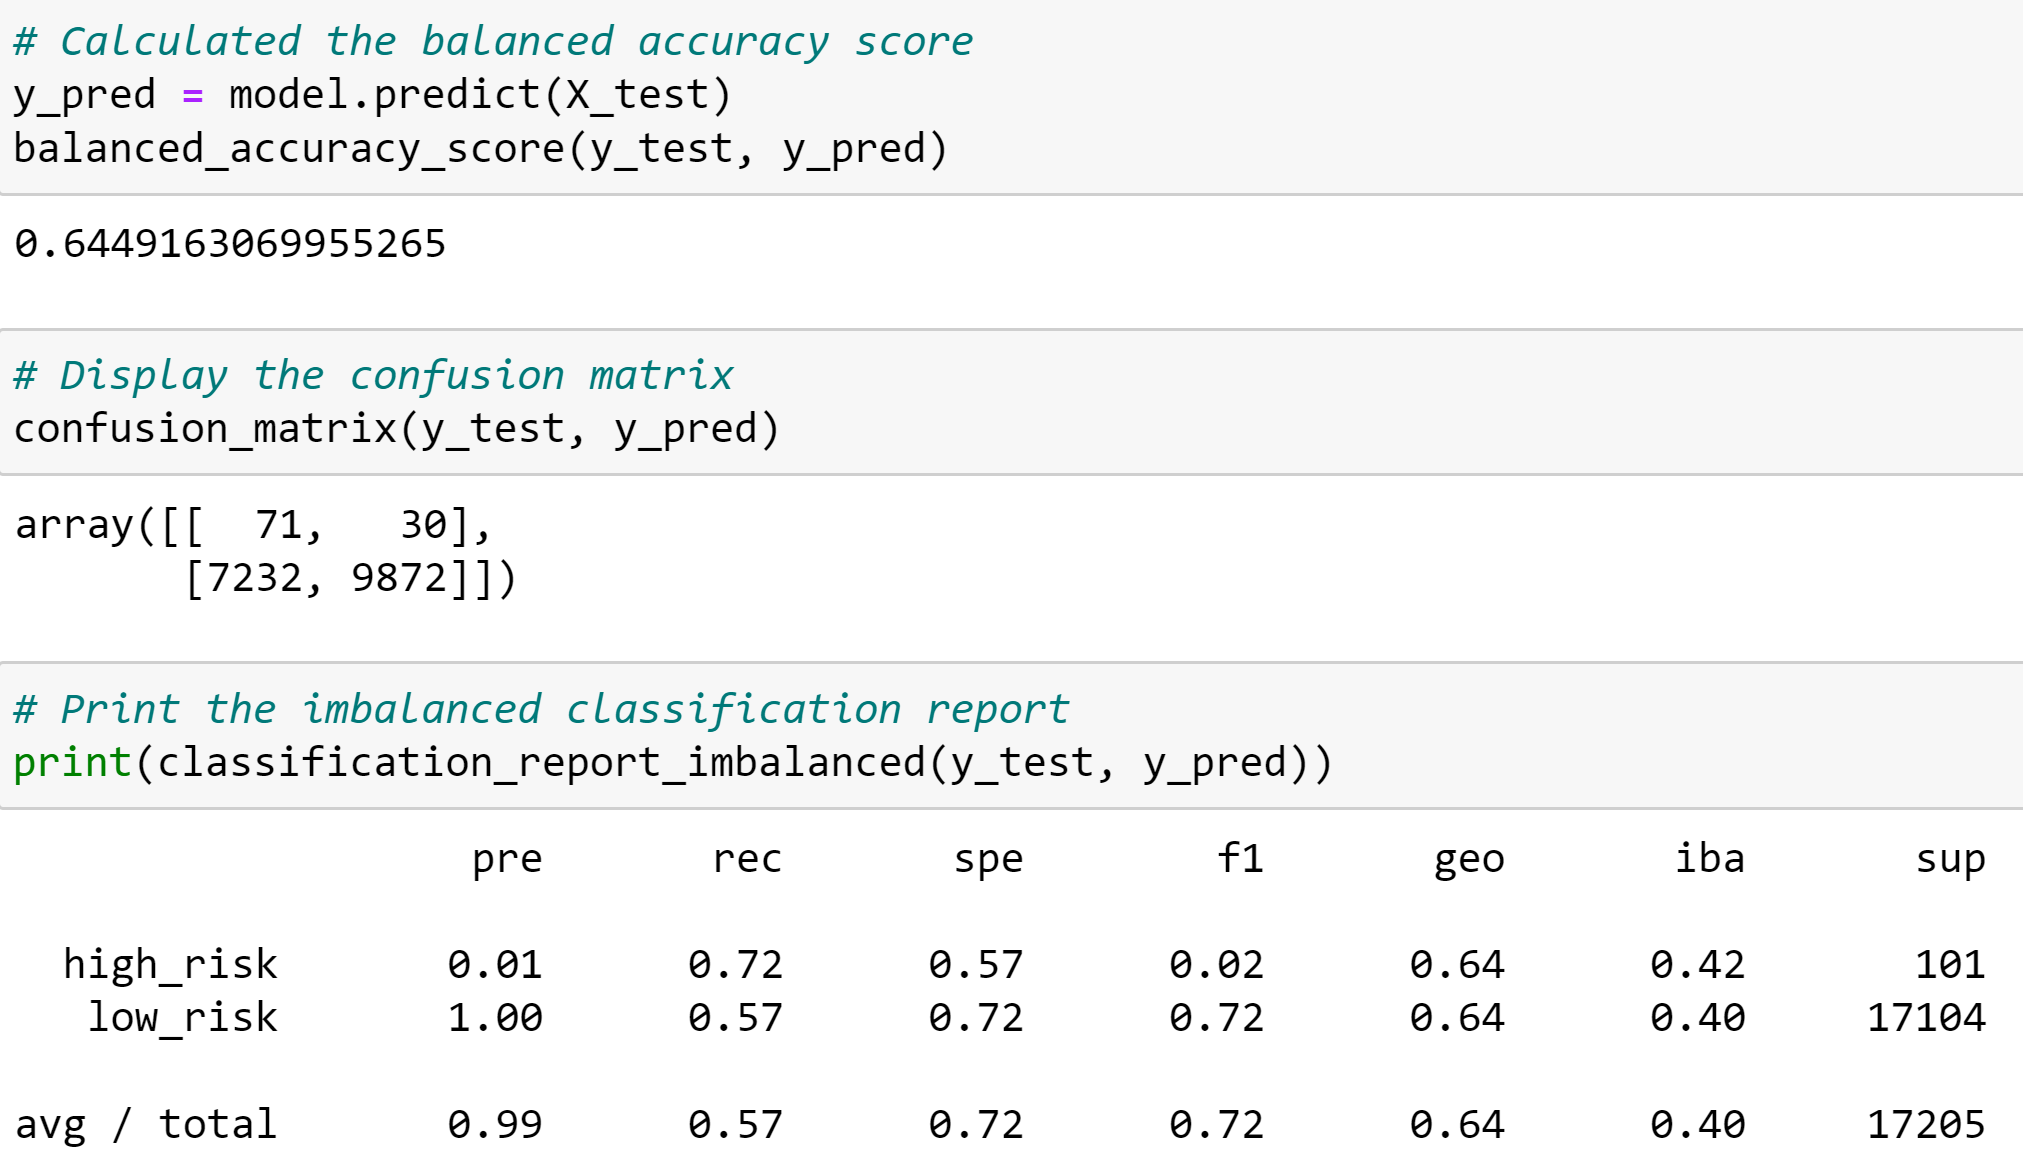 # Calculated the balanced accuracy score
y_pred = model.predict(X_test)
balanced_accuracy_score(y_test, y_pred)
0.6449163069955265
# Display the confusion matrix
confusion_matrix(y_test, y_pred)
array([[  71,   30],
       [7232, 9872]])
# Print the imbalanced classification report
print(classification_report_imbalanced(y_test, y_pred))
                   pre       rec       spe        f1       geo       iba       sup
  high_risk       0.01      0.72      0.57      0.02      0.64      0.42       101
   low_risk       1.00      0.57      0.72      0.72      0.64      0.40     17104
avg / total       0.99      0.57      0.72      0.72      0.64      0.40     17205